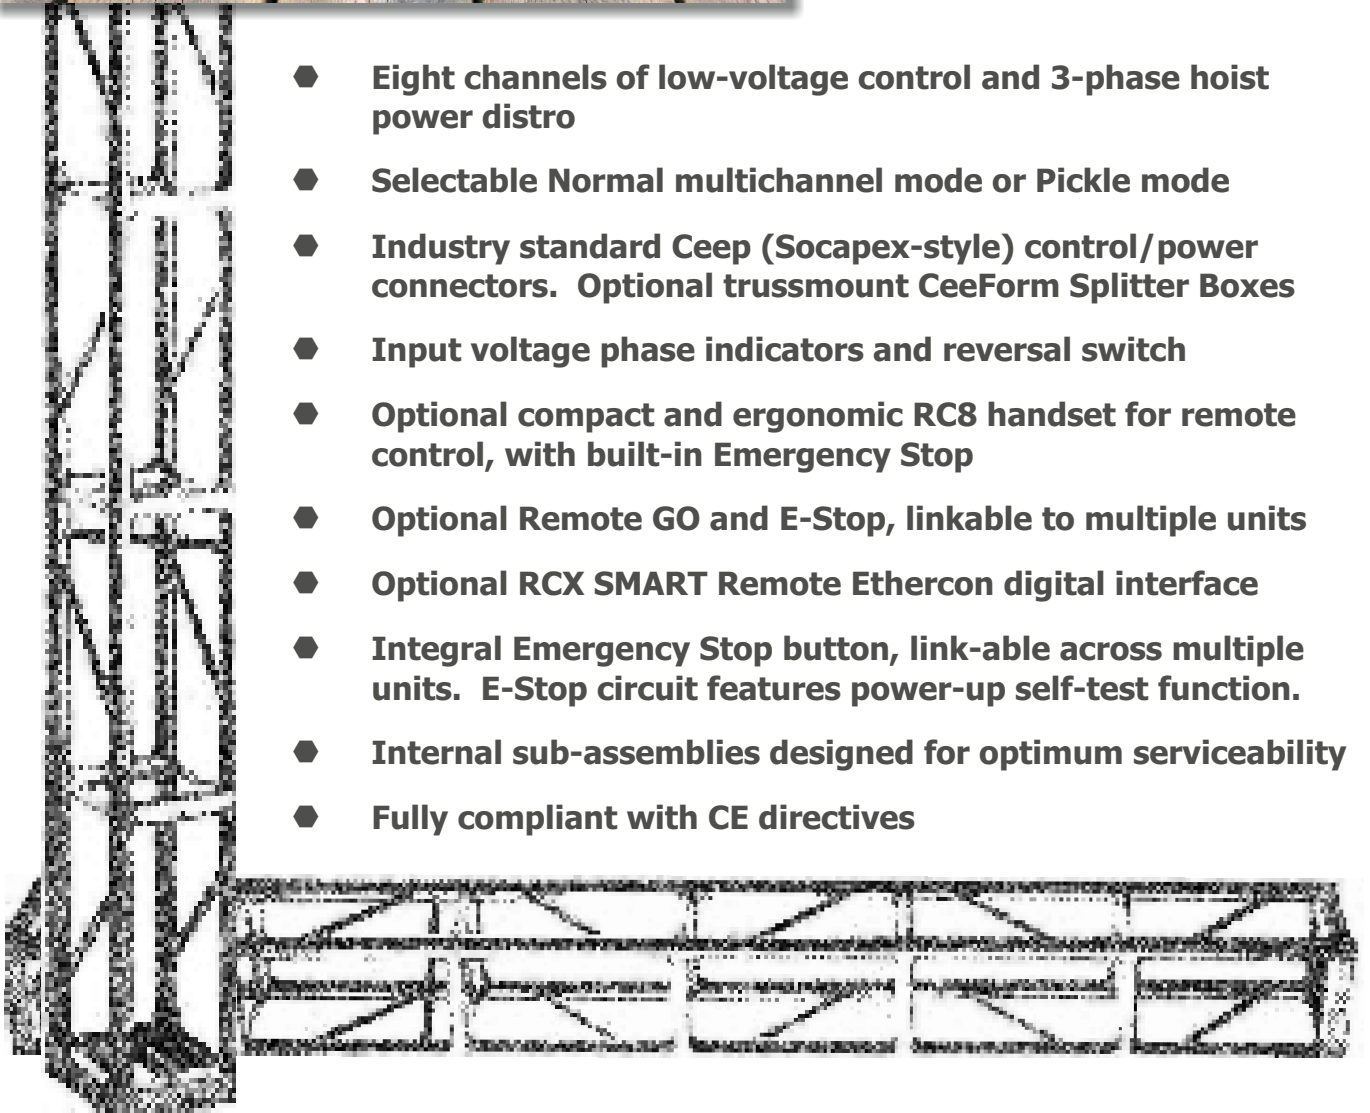 Eight channels of low-voltage control and 3-phase hoist
power distro
Selectable Normal multichannel mode or Pickle mode
Industry standard Ceep (Socapex-style) control/power
connectors.  Optional trussmount CeeForm Splitter Boxes
Input voltage phase indicators and reversal switch
Optional compact and ergonomic RC8 handset for remote
control, with built-in Emergency Stop
Optional Remote GO and E-Stop, linkable to multiple units
Optional RCX SMART Remote Ethercon digital interface
Integral Emergency Stop button, link-able across multiple
units.  E-Stop circuit features power-up self-test function.
Internal sub-assemblies designed for optimum serviceability
Fully compliant with CE directives